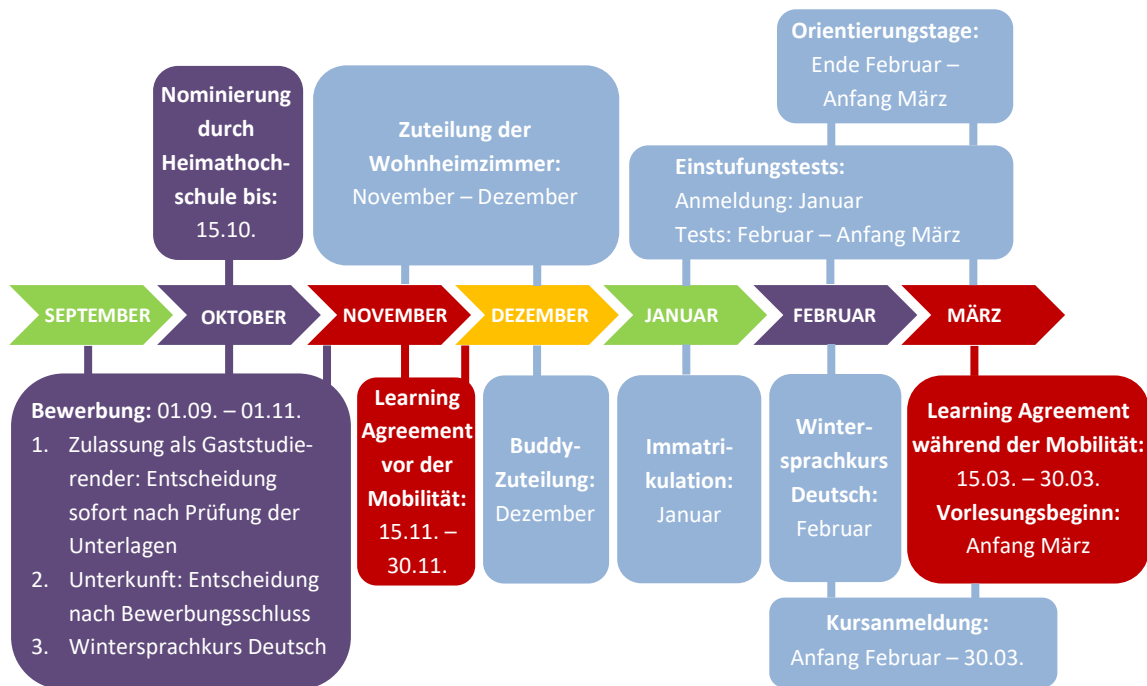 Orientierungstage:
Ende Februar –
Anfang März
Nominierung
durch
Heimathoch-
schule bis:
15.10.
Zuteilung der
Wohnheimzimmer:
November – Dezember
Einstufungstests:
Anmeldung: Januar
Tests: Februar – Anfang März
SEPTEMBER
OKTOBER
NOVEMBER
DEZEMBER
JANUAR
FEBRUAR
MÄRZ
Bewerbung: 01.09. – 01.11.
1. Zulassung als Gaststudie-
render: Entscheidung
sofort nach Prüfung der
Unterlagen
2. Unterkunft: Entscheidung
nach Bewerbungsschluss
3. Wintersprachkurs Deutsch
Learning
Agreement
vor der
Mobilität:
15.11. –
30.11.
Buddy-
Zuteilung:
Dezember
Immatri-
kulation:
Januar
Winter-
sprachkurs
Deutsch:
Februar
Learning Agreement
während der Mobilität:
15.03. – 30.03.
Vorlesungsbeginn:
Anfang März
Kursanmeldung:
Anfang Februar – 30.03.